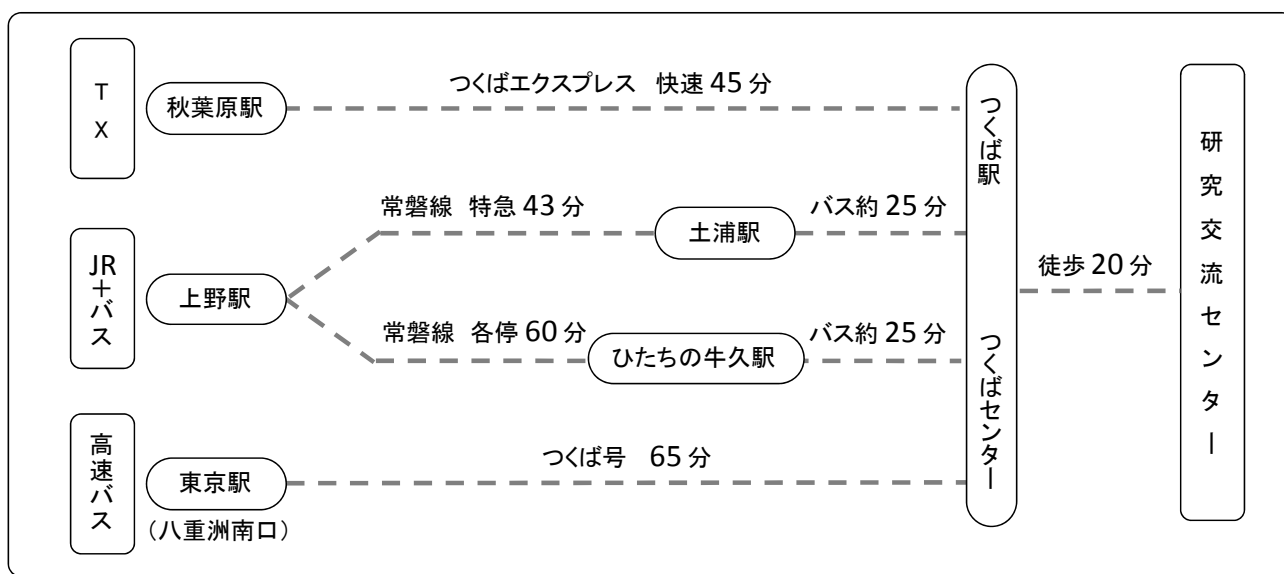 TX
秋葉原駅
つくばエクスプレス 快速 45 分
JR+バス
上野駅
常磐線 特急 43 分
土浦駅
バス約 25 分
常磐線 各停 60 分
ひたちの牛久駅
バス約 25 分
高速バス
東京駅
(八重洲南口)
つくば号 65 分
つくば駅
つくばセンター
徒歩 20 分
研究交流センター